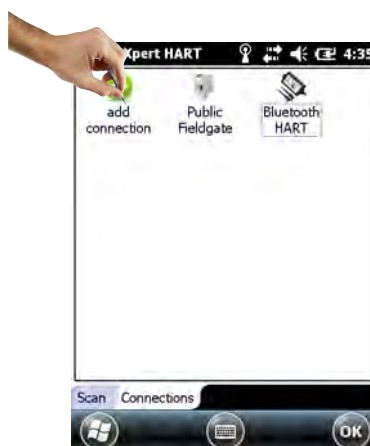 Xpert HART 4:35
add connection
Public Fieldgate
Bluetooth HART
Scan Connections
OK